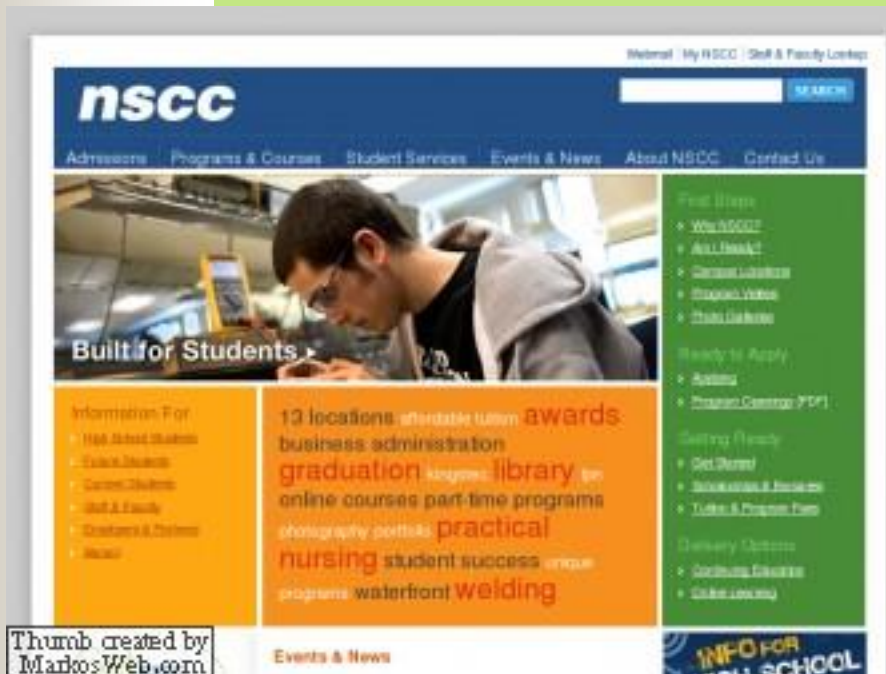 Webmail My NSCC Staff & Faculty Lookup
nscc
SEARCH
Admissions Programs & Courses Student Services Events & News About NSCC Contact Us
Built for Students
First Steps
Why NSCC?
Am I Ready?
Campus Locations
Program Videos
Photo Galleries
Ready to Apply
Applying
Program Openings [PDF]
Getting Ready
Get Started
Scholarships & Bursaries
Tuition & Program Fees
Delivery Options
Continuing Education
Online Learning
Information For
High School Students
Future Students
Current Students
Staff & Faculty
Employers & Partners
Alumni
13 locations affordable tuition awards
business administration
graduation kingstec library lpn
online courses part-time programs
photography portfolio practical
nursing student success unique
programs waterfront welding
Events & News
INFO FOR
SCHOOL
Thumb created by
MarkosWeb.com